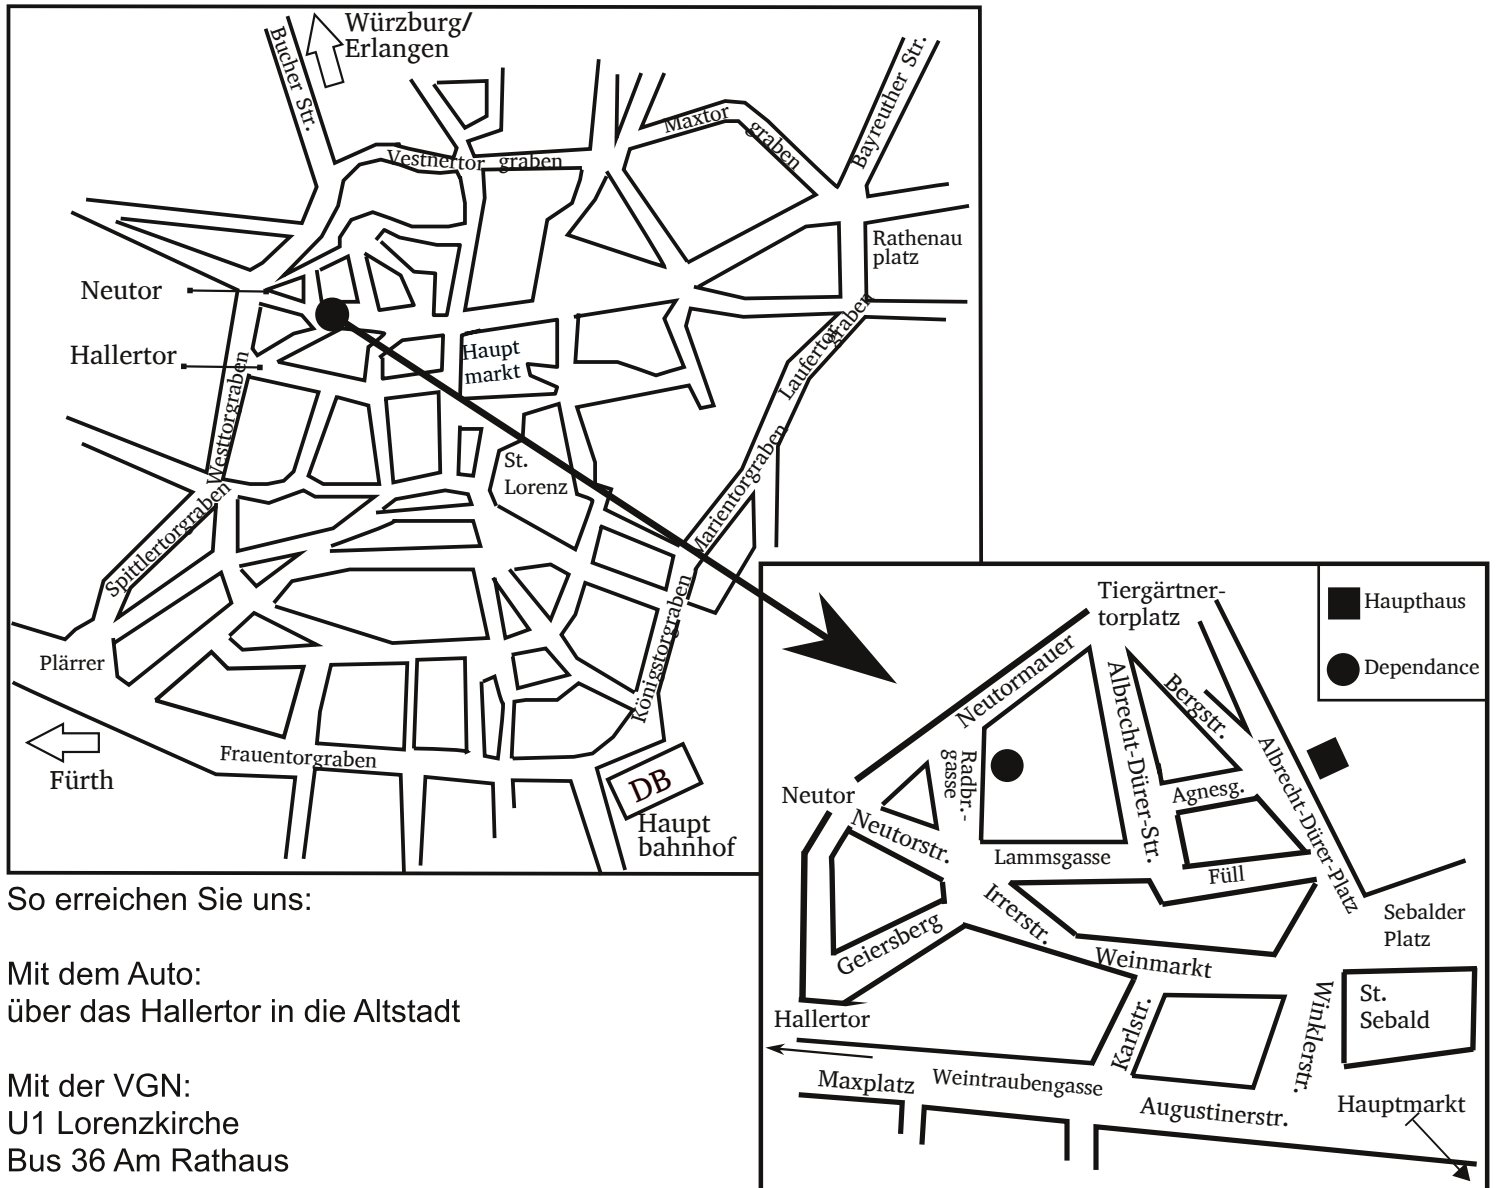 Würzburg/
Erlangen
Bucher Str.
Vestnertor graben
Maxtor
graben
Bayreuther Str.
Rathenau
platz
Neutor
Hallertor
Haupt
markt
Laufertor
graben
Westtorgraben
St.
Lorenz
Marientorgraben
Spittlertorgraben
Königstorgraben
Plärrer
Frauentorgraben
Fürth
DB
Haupt
bahnhof
Tiergärtner-
torplatz
Haupthaus
Dependance
Neutormauer
Albrecht-Dürer-Str.
Bergstr.
Radbr.-
gasse
Albrecht-Dürer-Platz
Neutor
Agnesg.
Neutorstr.
Lammsgasse
Füll
Irrerstr.
Geiersberg
Sebalder
Platz
Weinmarkt
Hallertor
Karlstr.
Winklerstr.
St.
Sebald
Maxplatz
Weintraubengasse
Augustinerstr.
Hauptmarkt
So erreichen Sie uns:
Mit dem Auto:
über das Hallertor in die Altstadt
Mit der VGN:
U1 Lorenzkirche
Bus 36 Am Rathaus